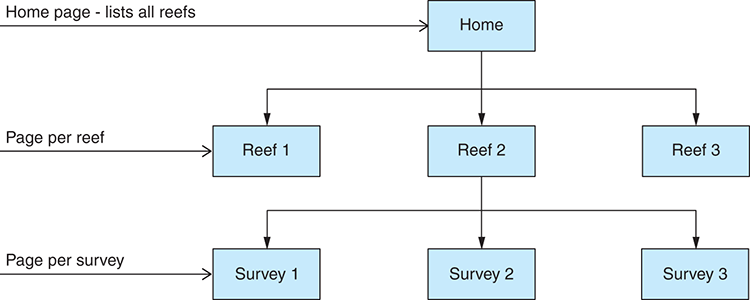 Home page - lists all reefs
Home
Page per reef
Reef 1
Reef 2
Reef 3
Page per survey
Survey 1
Survey 2
Survey 3